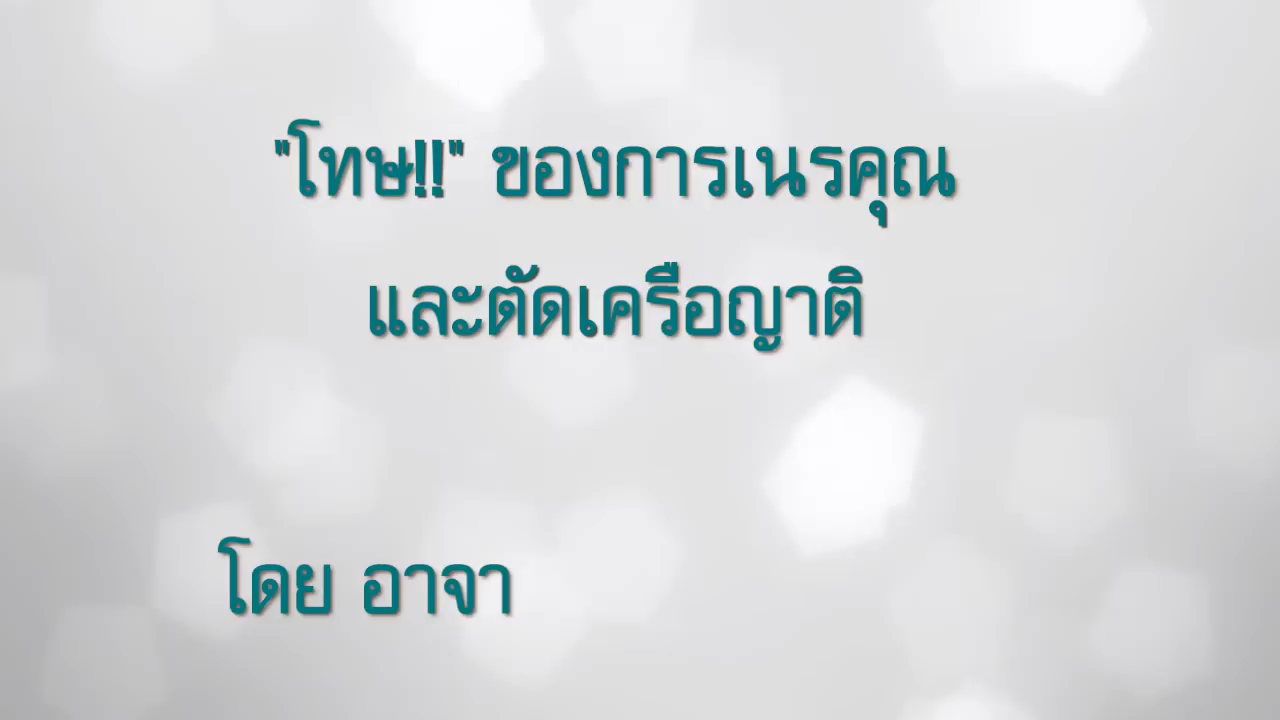 "โทษ!!" ของการเนรคุณ
และตัดเครือญาติ
โดย อาจา